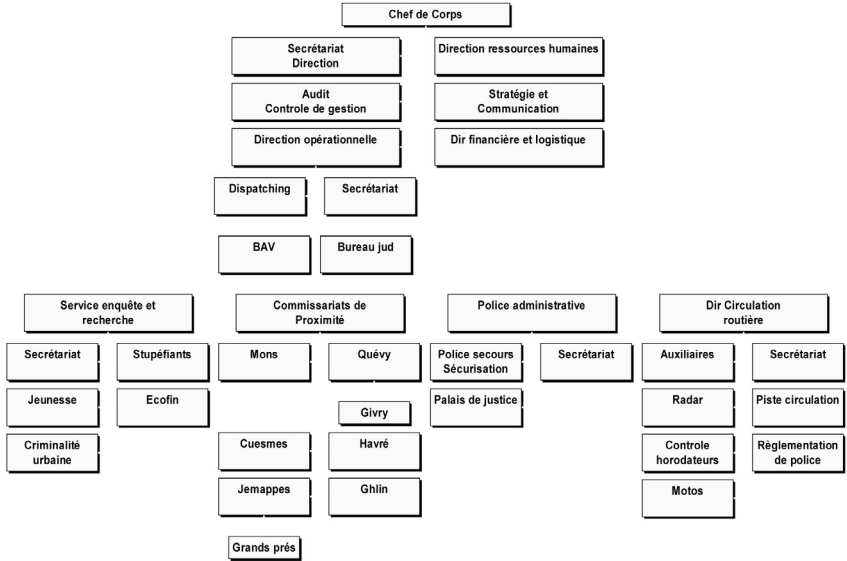 Chef de Corps
Secrétariat
Direction
Direction ressources humaines
Audit
Controle de gestion
Stratégie et
Communication
Direction opérationnelle
Dir financière et logistique
Dispatching
Secrétariat
BAV
Bureau jud
Service enquête et
recherche
Commissariats de
Proximité
Police administrative
Dir Circulation
routière
Secrétariat
Stupéfiants
Mons
Quévy
Police secours
Sécurisation
Secrétariat
Auxiliaires
Secrétariat
Jeunesse
Ecofin
Givry
Palais de justice
Radar
Piste circulation
Criminalité
urbaine
Cuesmes
Havré
Controle
horodateurs
Règlementation
de police
Jemappes
Ghlin
Motos
Grands prés